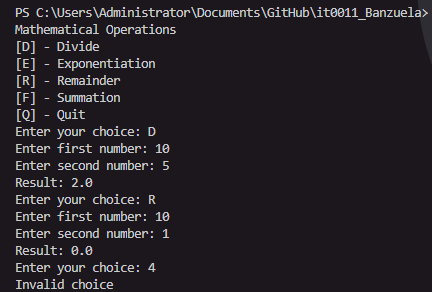 PS C:\Users\Administrator\Documents\GitHub\it0011_Banzuela>
Mathematical Operations
[D] - Divide
[E] - Exponentiation
[R] - Remainder
[F] - Summation
[Q] - Quit
Enter your choice: D
Enter first number: 10
Enter second number: 5
Result: 2.0
Enter your choice: R
Enter first number: 10
Enter second number: 1
Result: 0.0
Enter your choice: 4
Invalid choice